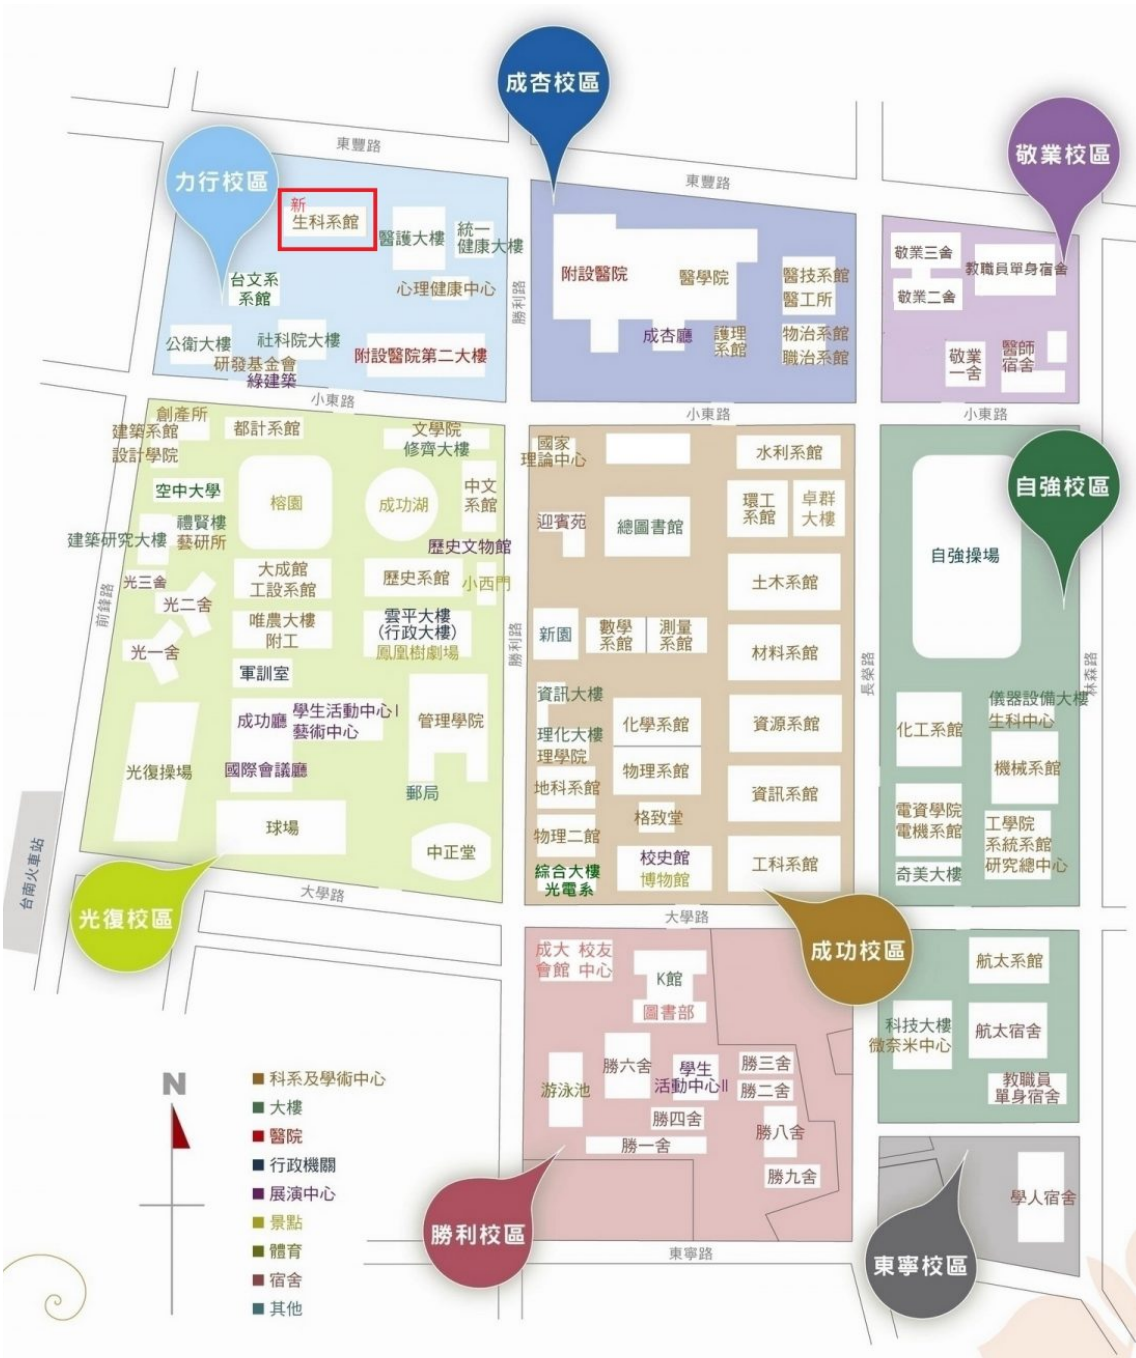 成杏校區
敬業校區
力行校區
東豐路
東豐路
新
生科系館
醫護大樓
統一
健康大樓
心理健康中心
台文系
系館
公衛大樓
社科院大樓
研發基金會
綠建築
附設醫院第二大樓
勝利路
附設醫院
醫學院
醫技系館
醫工所
成杏廳
護理
系館
物治系館
職治系館
敬業三舍
教職員單身宿舍
敬業二舍
敬業
一舍
醫師
宿舍
小東路
小東路
小東路
創產所
建築系館
設計學院
都計系館
文學院
修齊大樓
空中大學
榕園
成功湖
中文
系館
禮賢樓
藝研所
建築研究大樓
歷史文物館
光三舍
光二舍
大成館
工設系館
歷史系館
小西門
前鋒路
唯農大樓
附工
雲平大樓
(行政大樓)
鳳凰樹劇場
光一舍
軍訓室
成功廳
學生活動中心I
藝術中心
管理學院
國際會議廳
光復操場
郵局
球場
中正堂
勝利路
台南火車站
大學路
光復校區
國家
理論中心
水利系館
迎賓苑
總圖書館
環工
系館
卓群
大樓
土木系館
新園
數學
系館
測量
系館
材料系館
資訊大樓
理化大樓
理學院
化學系館
資源系館
地科系館
物理系館
資訊系館
物理二館
格致堂
綜合大樓
光電系
校史館
博物館
工科系館
大學路
成功校區
長榮路
自強校區
自強操場
林森路
化工系館
儀器設備大樓
生科中心
機械系館
電資學院
電機系館
工學院
系統系館
研究總中心
奇美大樓
航太系館
科技大樓
微奈米中心
航太宿舍
教職員
單身宿舍
成大 校友
會館 中心
K館
圖書部
游泳池
勝六舍
學生
活動中心II
勝三舍
勝二舍
勝四舍
勝一舍
勝八舍
勝九舍
勝利校區
東寧路
東寧校區
學人宿舍
N
科系及學術中心
大樓
醫院
行政機關
展演中心
景點
體育
宿舍
其他